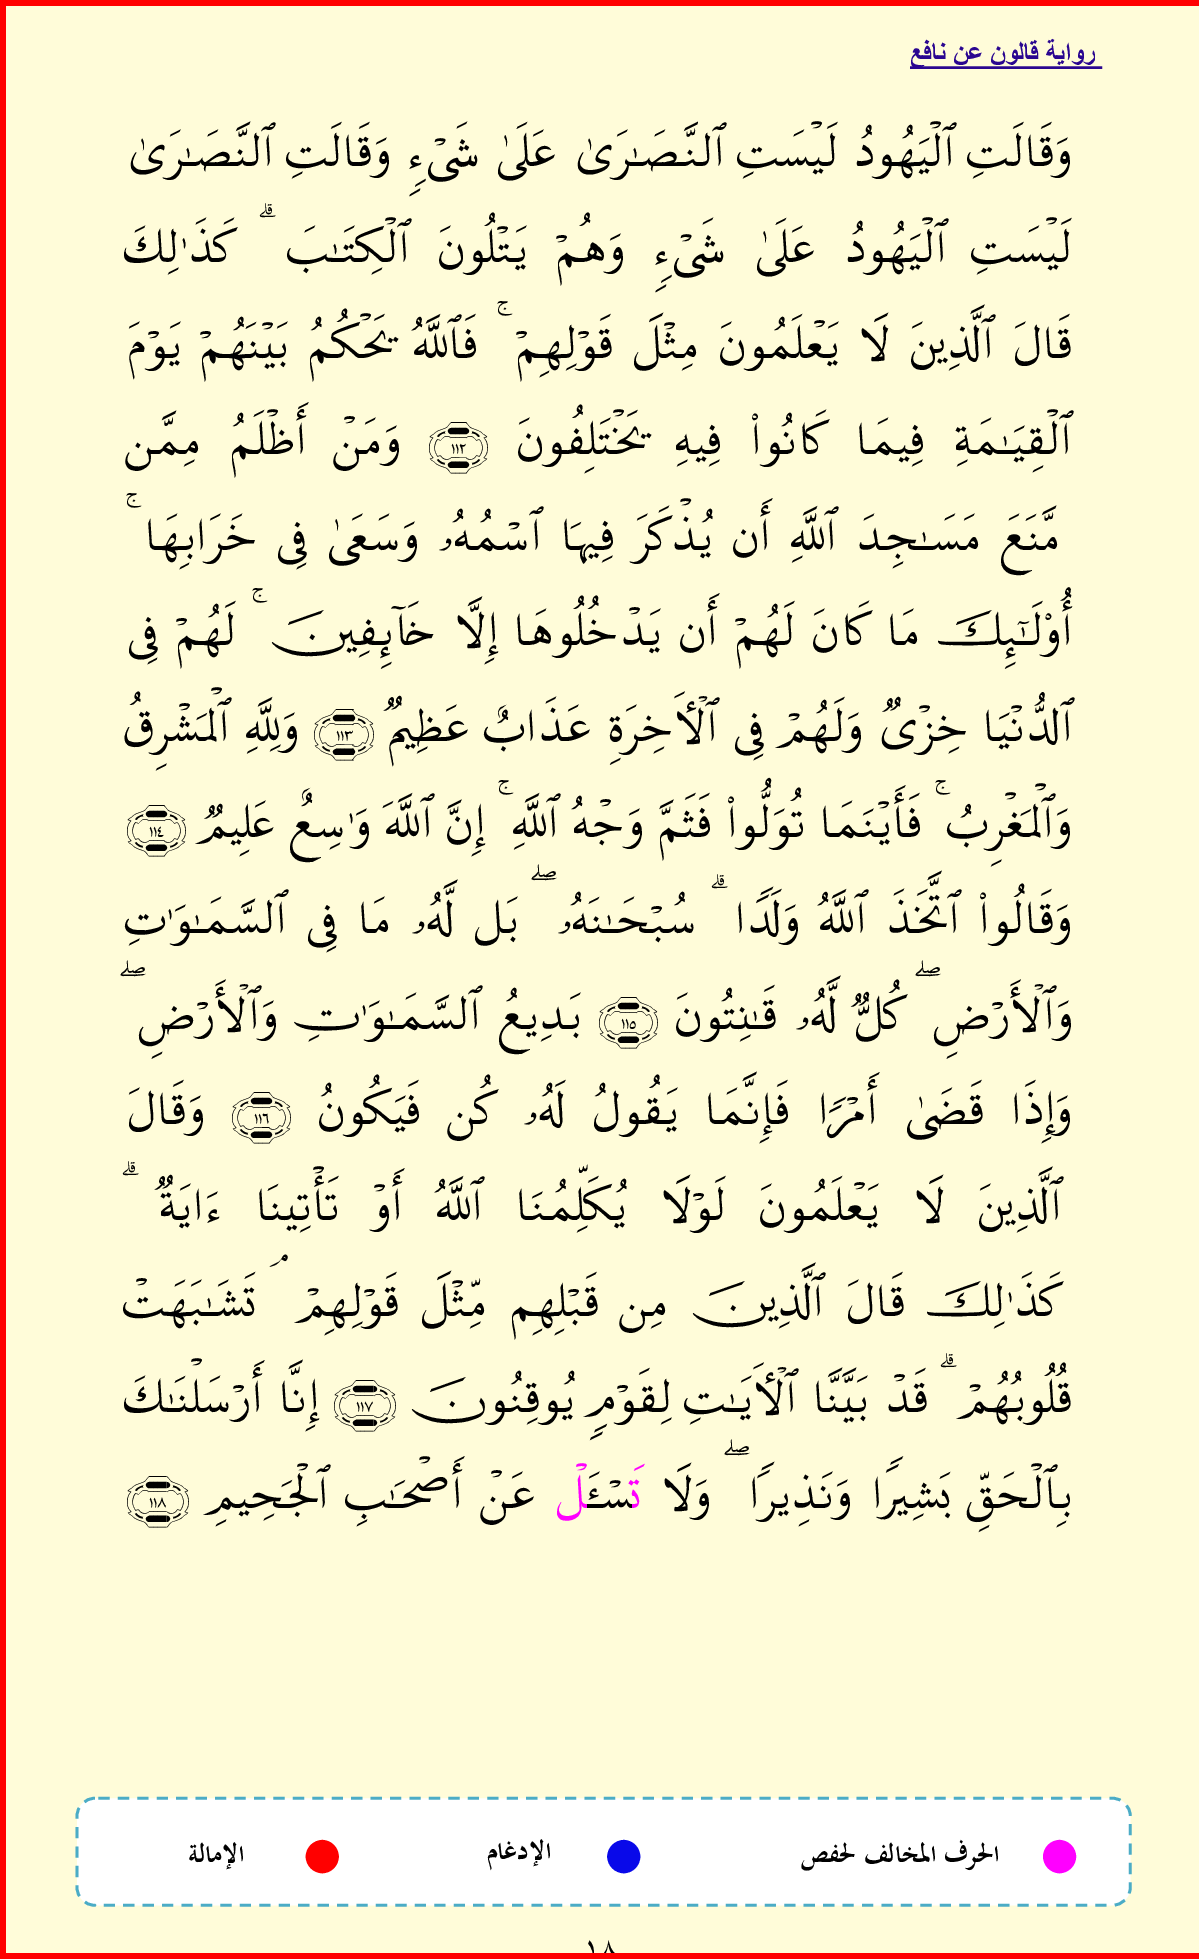 رواية قالون عن نافع
وَقَالَتِ ٱلۡيَهُودُ لَيۡسَتِ ٱلنَّصَٰرَىٰ عَلَىٰ شَيۡءٖ وَقَالَتِ ٱلنَّصَٰرَىٰ
لَيۡسَتِ ٱلۡيَهُودُ عَلَىٰ شَيۡءٖ وَهُمۡ يَتۡلُونَ ٱلۡكِتَٰبَۗ كَذَٰلِكَ
قَالَ ٱلَّذِينَ لَا يَعۡلَمُونَ مِثۡلَ قَوۡلِهِمۡۚ فَٱللَّهُ يَحۡكُمُ بَيۡنَهُمۡ يَوۡمَ
ٱلۡقِيَٰمَةِ فِيمَا كَانُواْ فِيهِ يَخۡتَلِفُونَ ١١٢ وَمَنۡ أَظۡلَمُ مِمَّن
مَّنَعَ مَسَٰجِدَ ٱللَّهِ أَن يُذۡكَرَ فِيهَا ٱسۡمُهُۥ وَسَعَىٰ فِي خَرَابِهَاۚ
أُوْلَٰٓئِكَ مَا كَانَ لَهُمۡ أَن يَدۡخُلُوهَا إِلَّا خَآئِفِينَۚ لَهُمۡ فِي
ٱلدُّنۡيَا خِزۡيٞ وَلَهُمۡ فِي ٱلۡأَخِرَةِ عَذَابٌ عَظِيمٞ ١١٣ وَلِلَّهِ ٱلۡمَشۡرِقُ
وَٱلۡمَغۡرِبُۚ فَأَيۡنَمَا تُوَلُّواْ فَثَمَّ وَجۡهُ ٱللَّهِۚ إِنَّ ٱللَّهَ وَٰسِعٌ عَلِيمٞ ١١٤
وَقَالُواْ ٱتَّخَذَ ٱللَّهُ وَلَدٗاۗ سُبۡحَٰنَهُۥۖ بَل لَّهُۥ مَا فِي ٱلسَّمَٰوَٰتِ
وَٱلۡأَرۡضِۖ كُلّٞ لَّهُۥ قَٰنِتُونَ ١١٥ بَدِيعُ ٱلسَّمَٰوَٰتِ وَٱلۡأَرۡضِۖ
وَإِذَا قَضَىٰ أَمۡرٗا فَإِنَّمَا يَقُولُ لَهُۥ كُن فَيَكُونُ ١١٦ وَقَالَ
ٱلَّذِينَ لَا يَعۡلَمُونَ لَوۡلَا يُكَلِّمُنَا ٱللَّهُ أَوۡ تَأۡتِينَا ءَايَةٞۗ
كَذَٰلِكَ قَالَ ٱلَّذِينَ مِن قَبۡلِهِم مِّثۡلَ قَوۡلِهِمۡۘ تَشَٰبَهَتۡ
قُلُوبُهُمۡۗ قَدۡ بَيَّنَّا ٱلۡأَيَٰتِ لِقَوۡمٖ يُوقِنُونَ ١١٧ إِنَّا أَرۡسَلۡنَٰكَ
بِٱلۡحَقِّ بَشِيرٗا وَنَذِيرٗاۖ وَلَا تَسۡـَٔلۡ عَنۡ أَصۡحَٰبِ ٱلۡجَحِيمِ ١١٨
الحرف المخالف لحفص الإدغام الإمالة
١٨